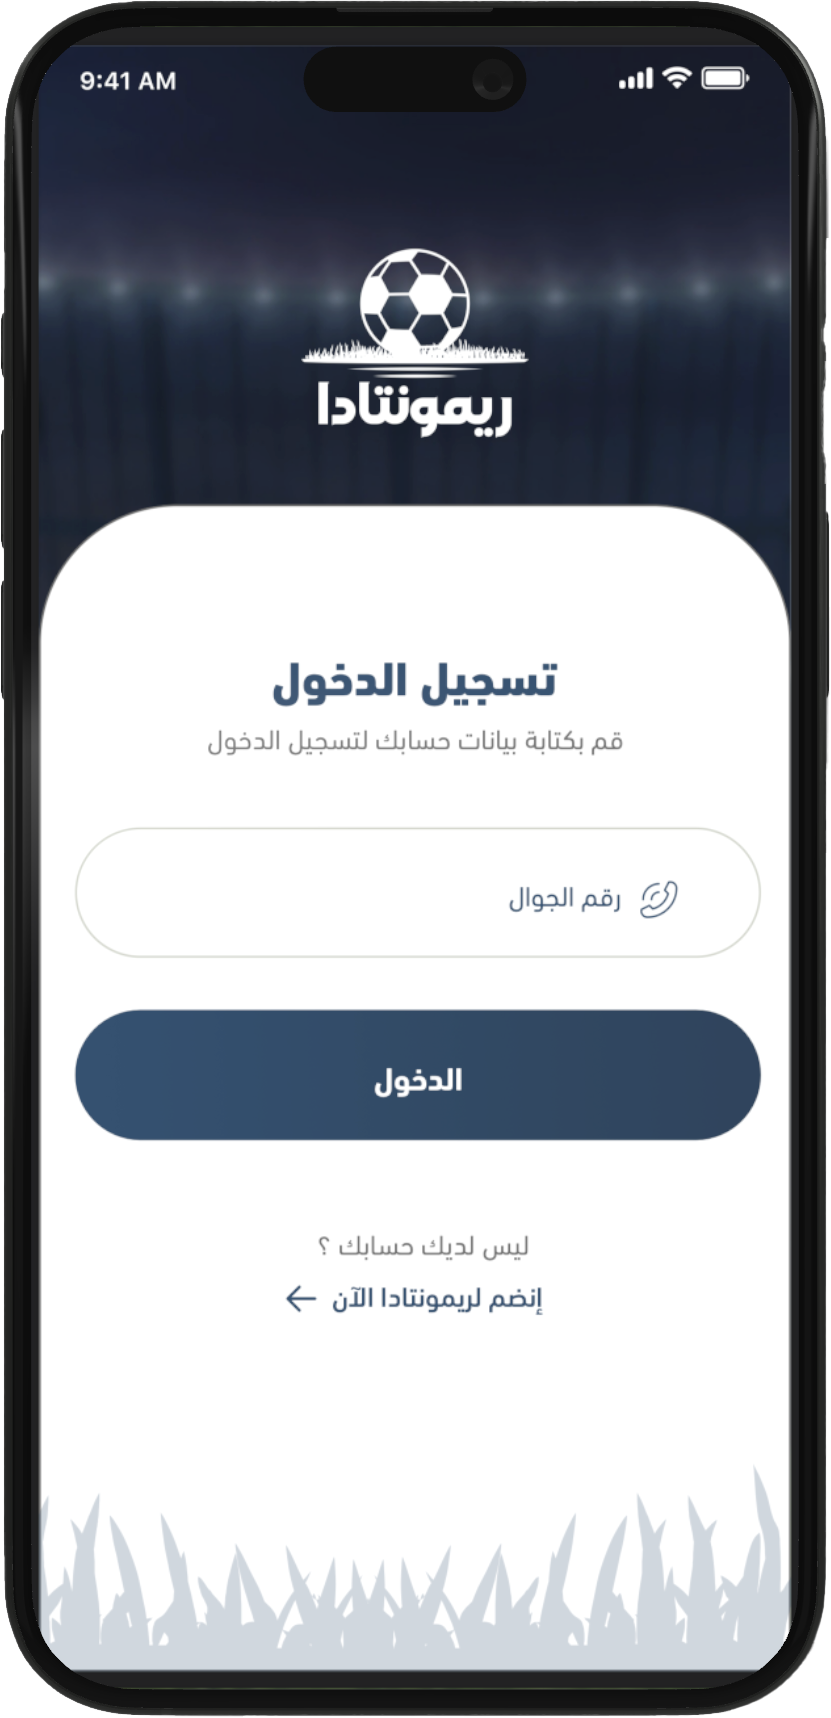 9:41 AM
ريمونتادا
تسجيل الدخول
قم بكتابة بيانات حسابك لتسجيل الدخول
رقم الجوال
الدخول
ليس لديك حسابك ؟
إنضم لريمونتادا الآن